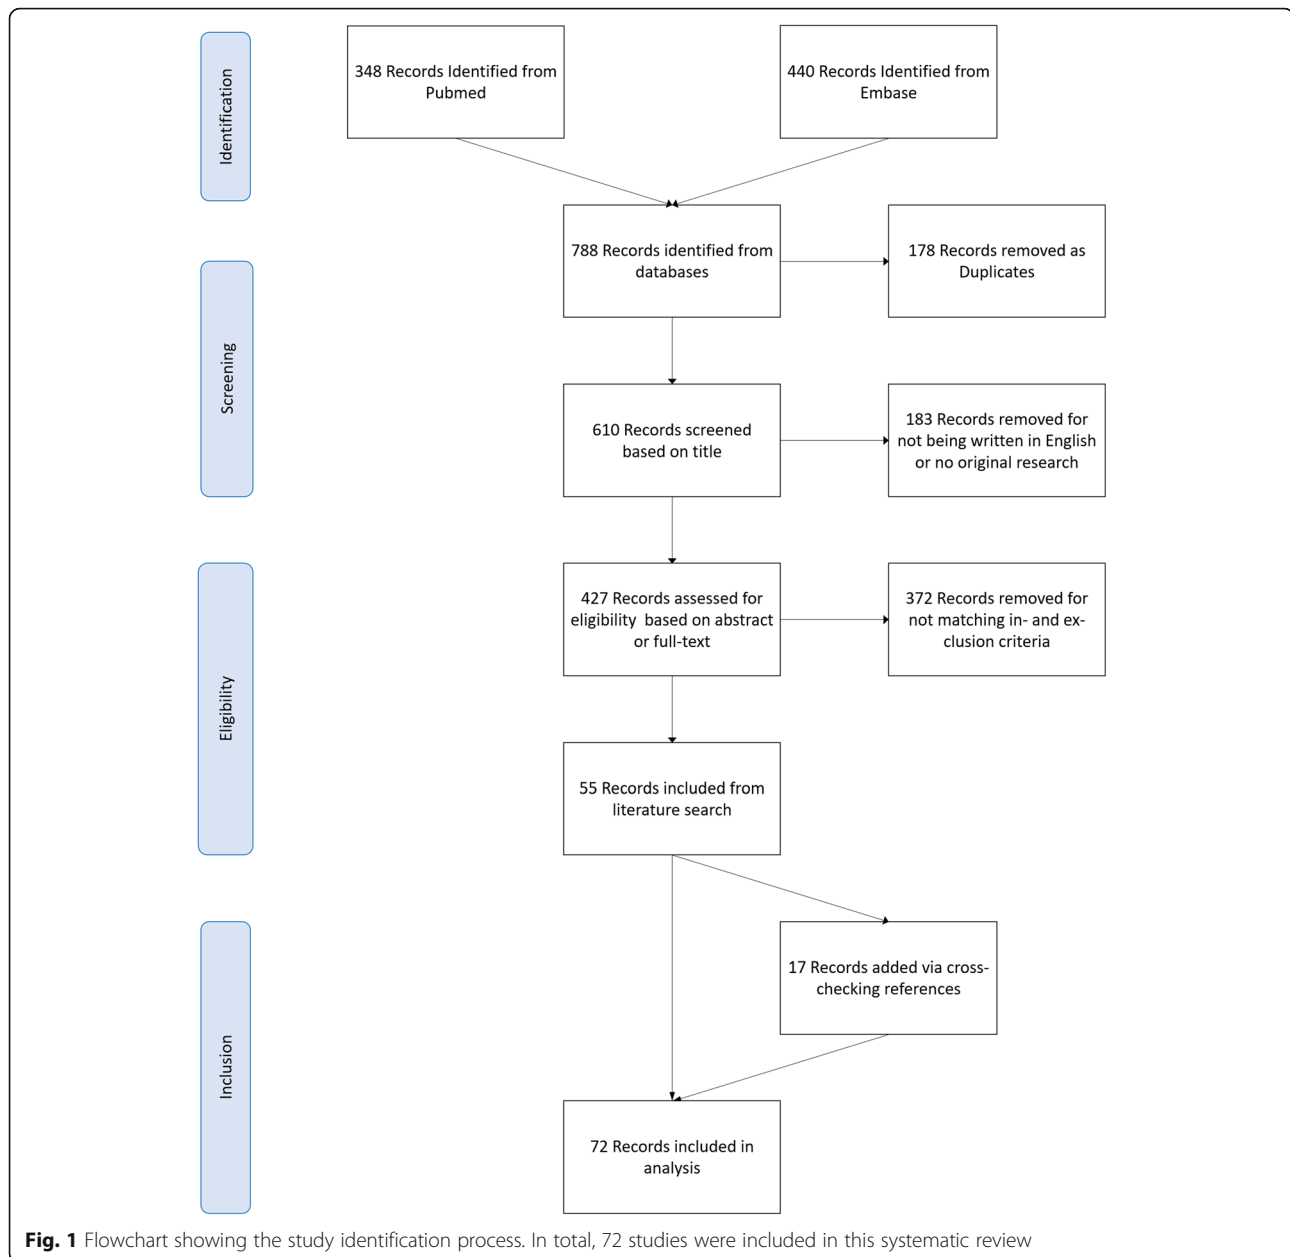 Identification
348 Records Identified from
Pubmed
440 Records Identified from
Embase
788 Records identified from
databases
178 Records removed as
Duplicates
Screening
610 Records screened
based on title
183 Records removed for
not being written in English
or no original research
Eligibility
427 Records assessed for
eligibility based on abstract
or full-text
372 Records removed for
not matching in- and ex-
clusion criteria
55 Records included from
literature search
Inclusion
17 Records added via cross-
checking references
72 Records included in
analysis
Fig. 1 Flowchart showing the study identification process. In total, 72 studies were included in this systematic review